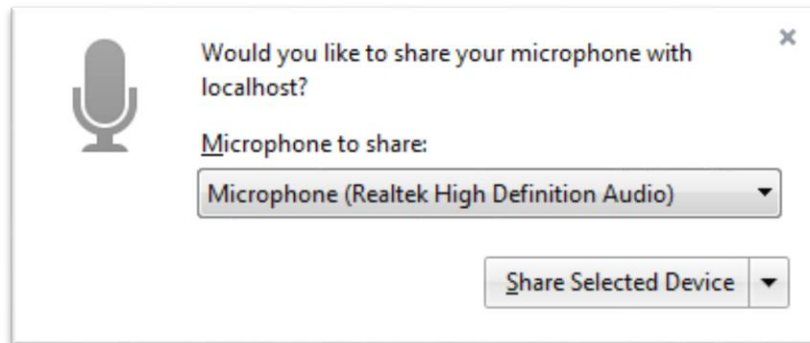 Would you like to share your microphone with
localhost?
Microphone to share:
Microphone (Realtek High Definition Audio)
Share Selected Device